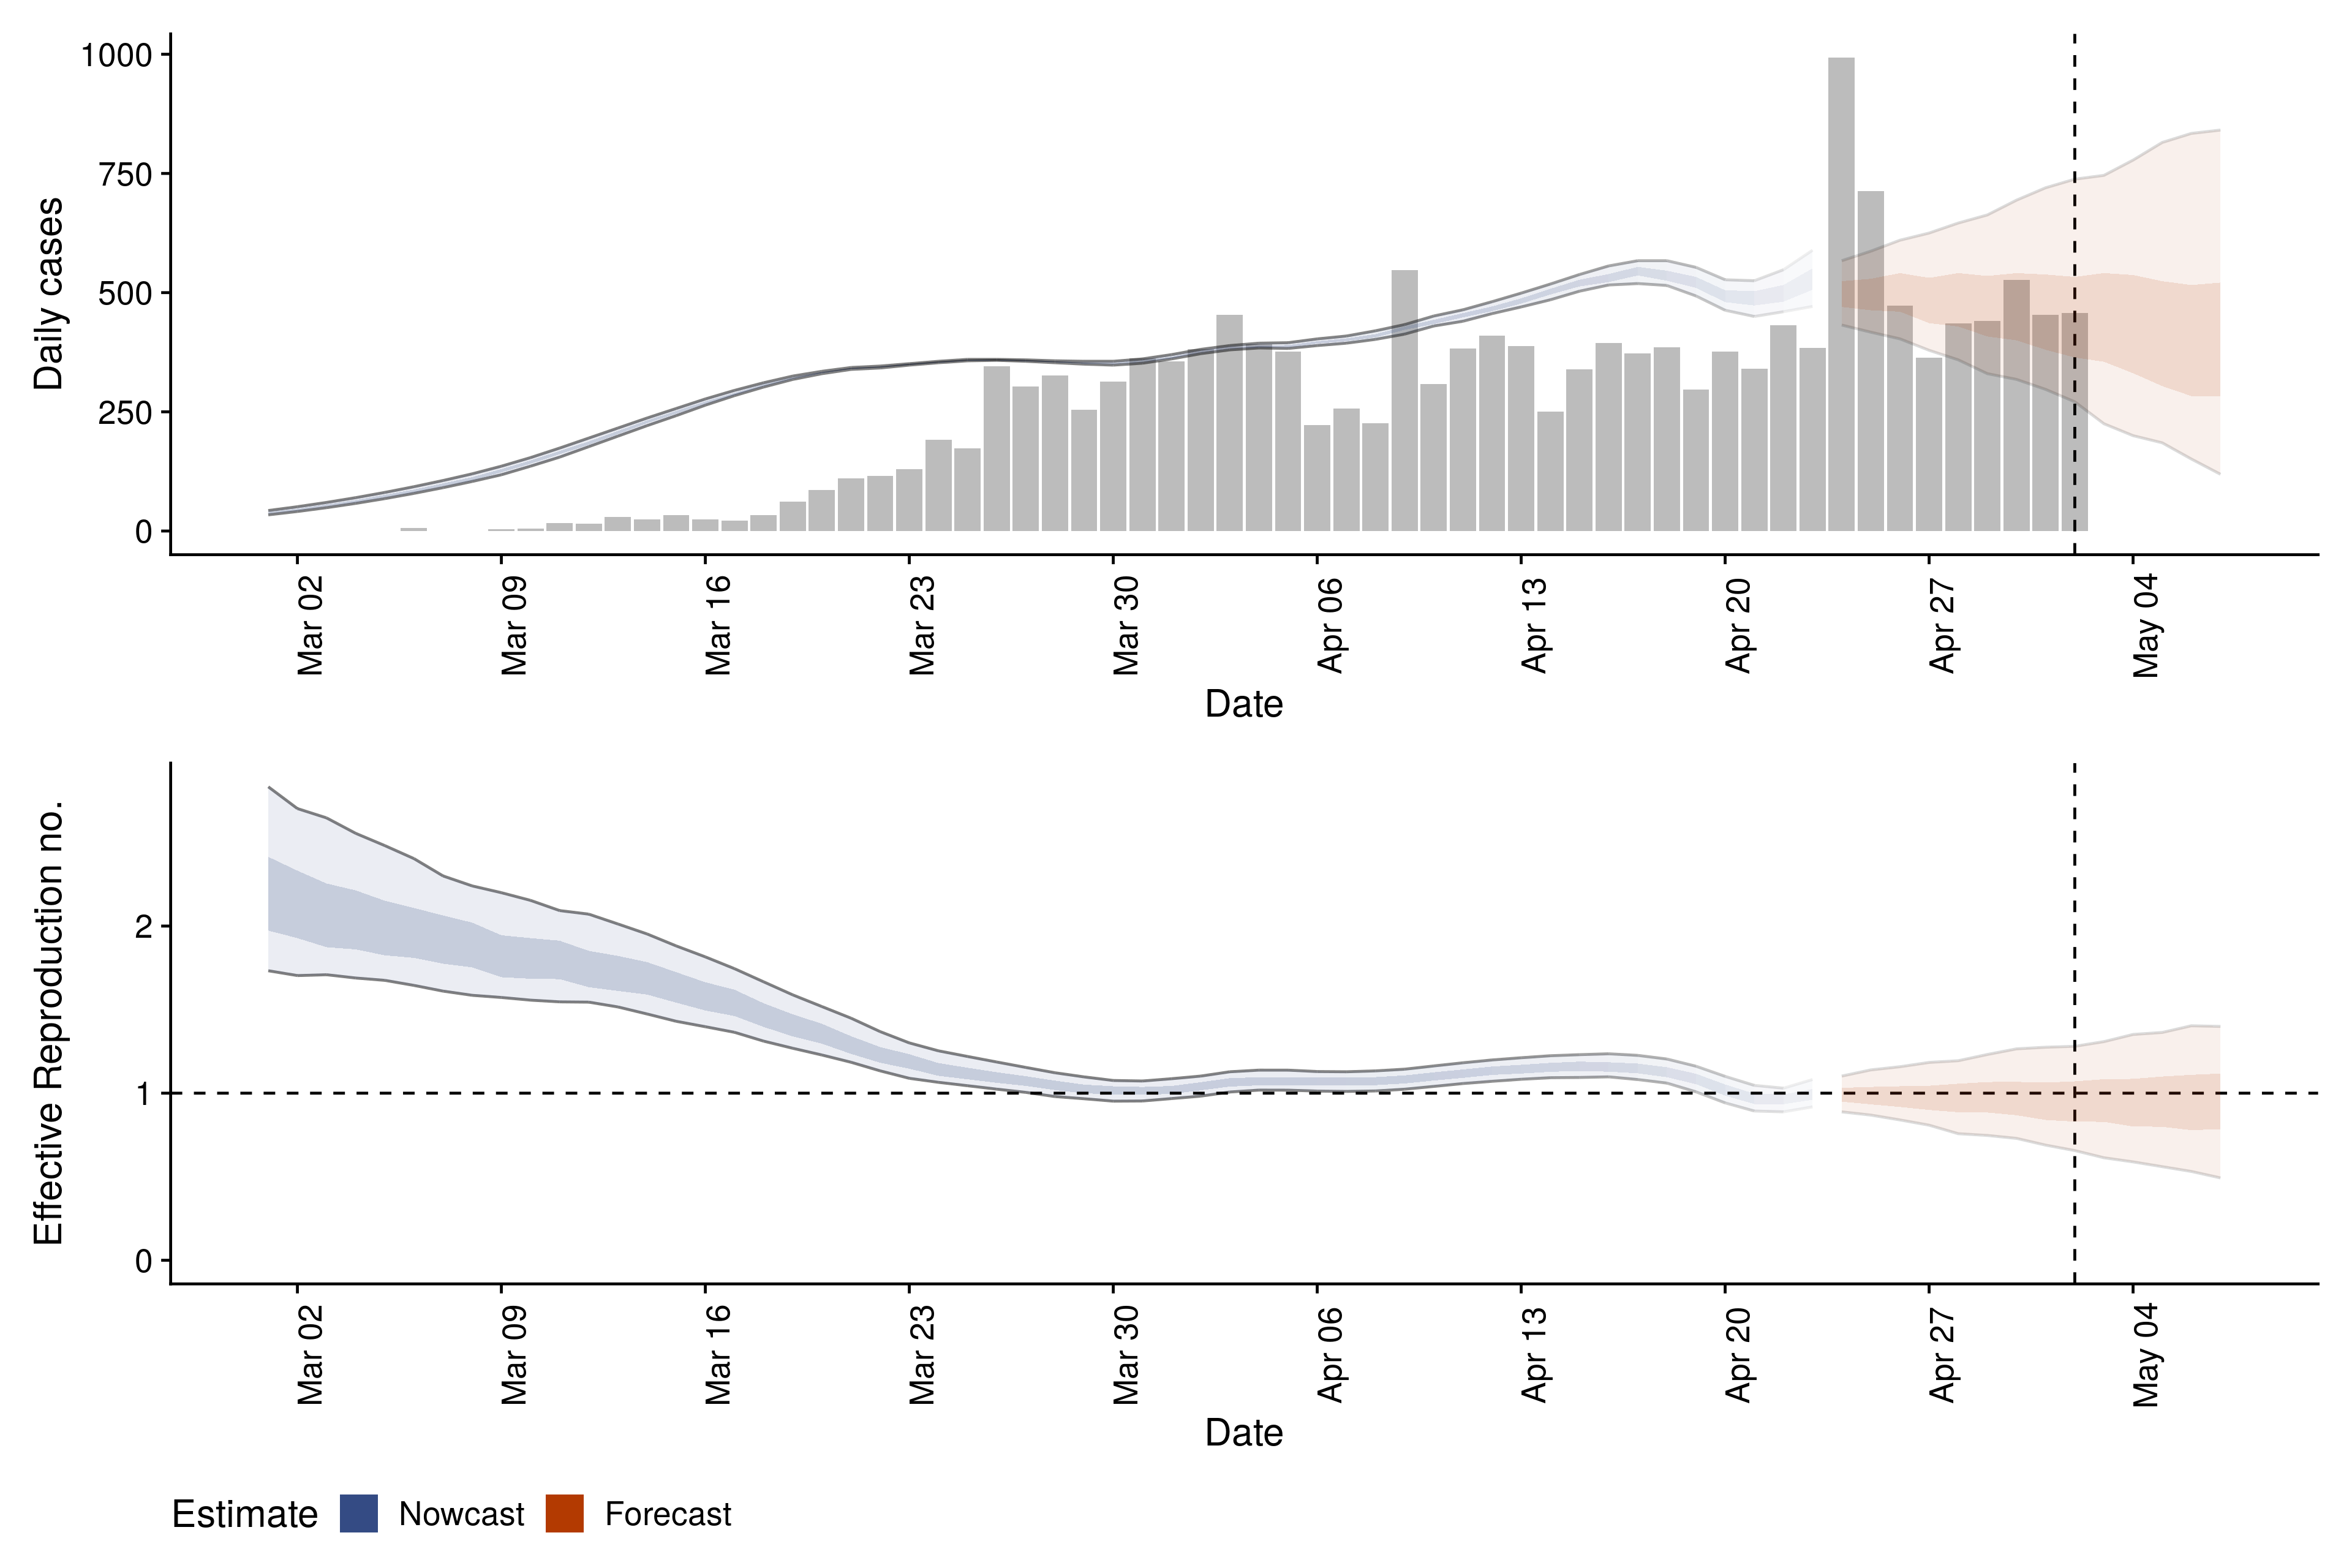 Daily cases
1000
750
500
250
0
Mar 02
Mar 09
Mar 16
Mar 23
Mar 30
Apr 06
Apr 13
Apr 20
Apr 27
May 04
Date
Effective Reproduction no.
2
1
0
Mar 02
Mar 09
Mar 16
Mar 23
Mar 30
Apr 06
Apr 13
Apr 20
Apr 27
May 04
Date
Estimate Nowcast Forecast